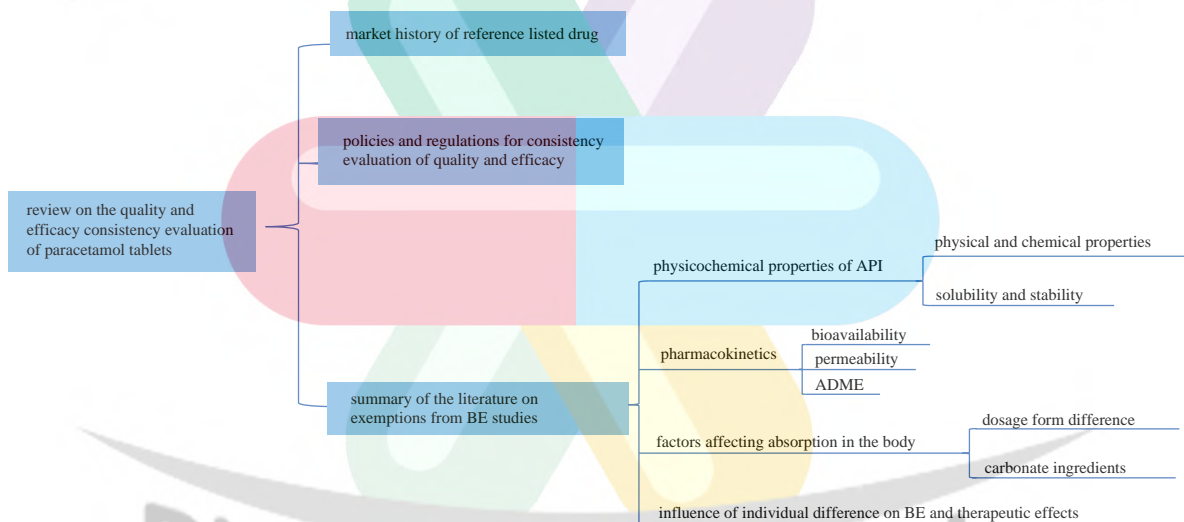 market history of reference listed drug
policies and regulations for consistency
evaluation of quality and efficacy
review on the quality and
efficacy consistency evaluation
of paracetamol tablets
physical and chemical properties
physicochemical properties of API
solubility and stability
bioavailability
pharmacokinetics
permeability
ADME
summary of the literature on
exemptions from BE studies
dosage form difference
factors affecting absorption in the body
carbonate ingredients
influence of individual difference on BE and therapeutic effects